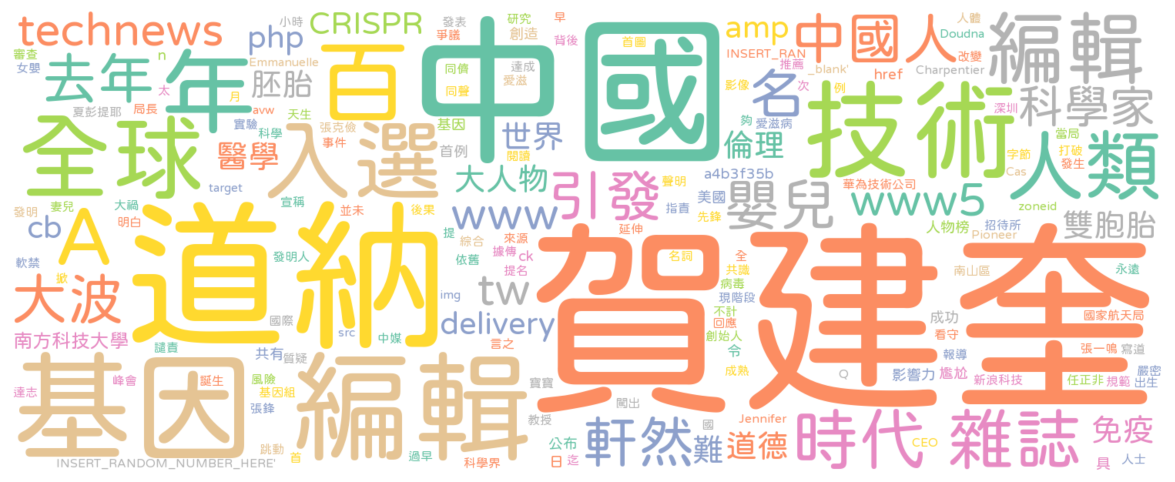 technews
php
小時
CRISPR
發表
爭議
研究
早
創造
背後
中國
首圖
amp
中國人
人體
Doudna
改變
編輯
審查
女嬰
n
太
去年
年
Emmanuelle
胚胎
百
同儕
同聲
達成
愛滋
INSERT_RAN
推薦
影像
次
_blank'
例
href
Charpentier
名
科學家
夏彭提耶
局長
月
avw
實驗
科學
天生
張克儉
事件
基因
首例
世界
閱讀
夠
愛滋病
倫理
技術
深圳
字節
Cas
當局
打破
發生
人類
全球
醫學
入選
大人物
引發
聲明
指責
延伸
美國
先鋒
a4b3f35b
嬰兒
華為技術公司
www5
zoneid
發明
妻兒
大禍
明白
target
宣稱
並未
後果
www
cb
A
軟禁
掀
道納
發明人
提
依舊
綜合
據傳
來源
提名
ck
人物榜
招待所
Pioneer
雙胞胎
大波
img
tw
賀建奎
名詞
共識
病毒
現階段
全
南山區
永遠
南方科技大學
國際
src
中媒
delivery
言之
不計
回應
創始人
令
成功
看守
國家航天局
譴責
共有
質疑
張一鳴
寫道
達志
峰會
誕生
風險
基因組
張鋒
基因編輯
寶寶
教授
闖出
成熟
Q
影響力
報導
尷尬
新浪科技
任正非
規範
嚴密
出生
跳動
首
過早
科學界
公布
日
迄
軒然
國
難
Jennifer
道德
時代
CEO
雜誌
免疫
具
人士
INSERT_RANDOM_NUMBER_HERE'